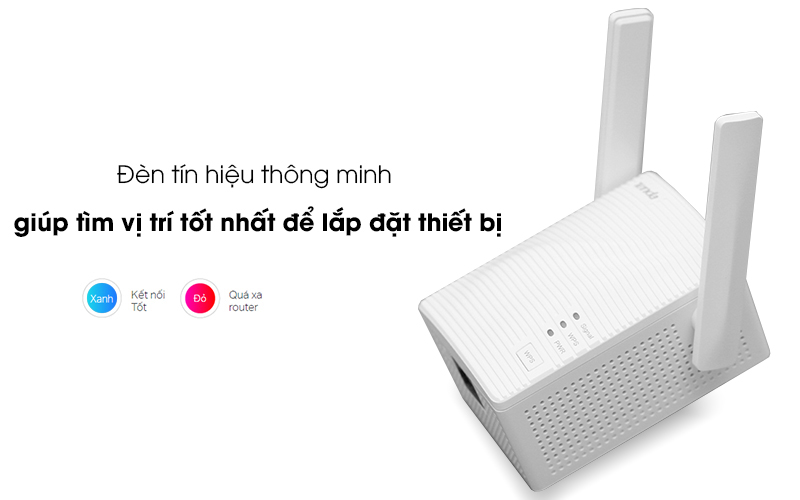 Đèn tín hiệu thông minh
giúp tìm vị trí tốt nhất để lắp đặt thiết bị
Xanh
Kết nối
Tốt
Đỏ
Quá xa
router
Tenda
Signal
WPS
PWR
WPS